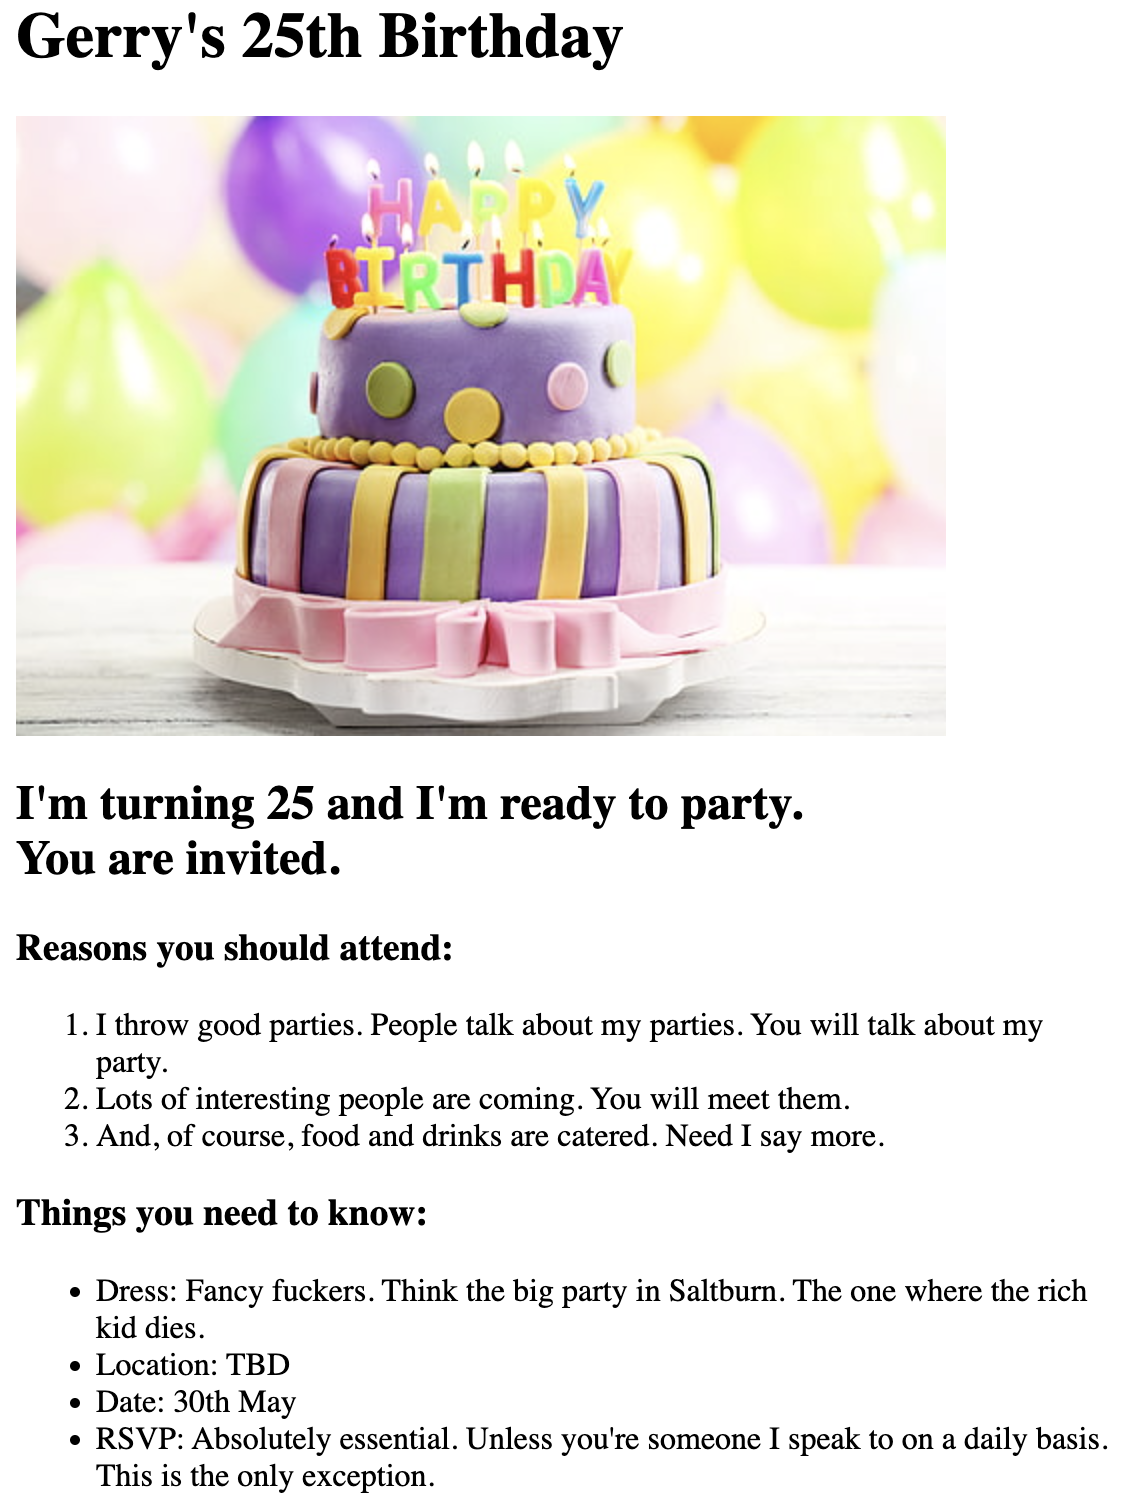 Gerry's 25th Birthday
HAPPY
BIRTHDAY
I'm turning 25 and I'm ready to party.
You are invited.
Reasons you should attend:
1. I throw good parties. People talk about my parties. You will talk about my
party.
2. Lots of interesting people are coming. You will meet them.
3. And, of course, food and drinks are catered. Need I say more.
Things you need to know:
• Dress: Fancy fuckers. Think the big party in Saltburn. The one where the rich
kid dies.
• Location: TBD
• Date: 30th May
• RSVP: Absolutely essential. Unless you're someone I speak to on a daily basis.
This is the only exception.